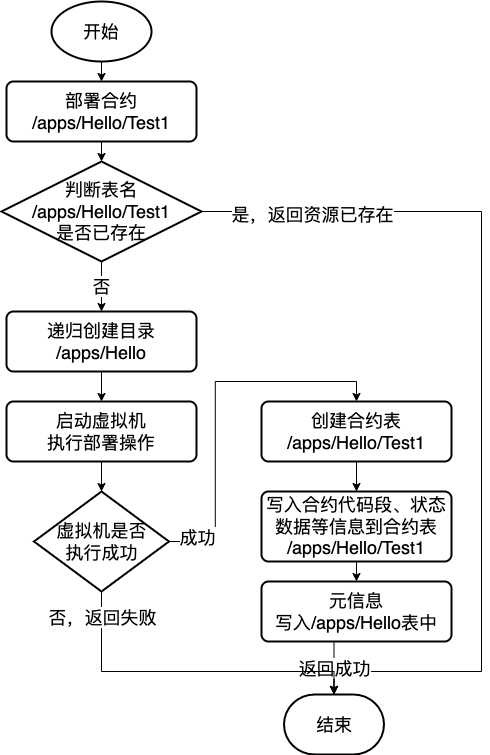 开始
部署合约
/apps/Hello/Test1
判断表名
/apps/Hello/Test1
是否已存在
是，返回资源已存在
否
递归创建目录
/apps/Hello
启动虚拟机
执行部署操作
虚拟机是否
执行成功
成功
否，返回失败
创建合约表
/apps/Hello/Test1
写入合约代码段、状态
数据等信息到合约表
/apps/Hello/Test1
元信息
写入/apps/Hello表中
返回成功
结束